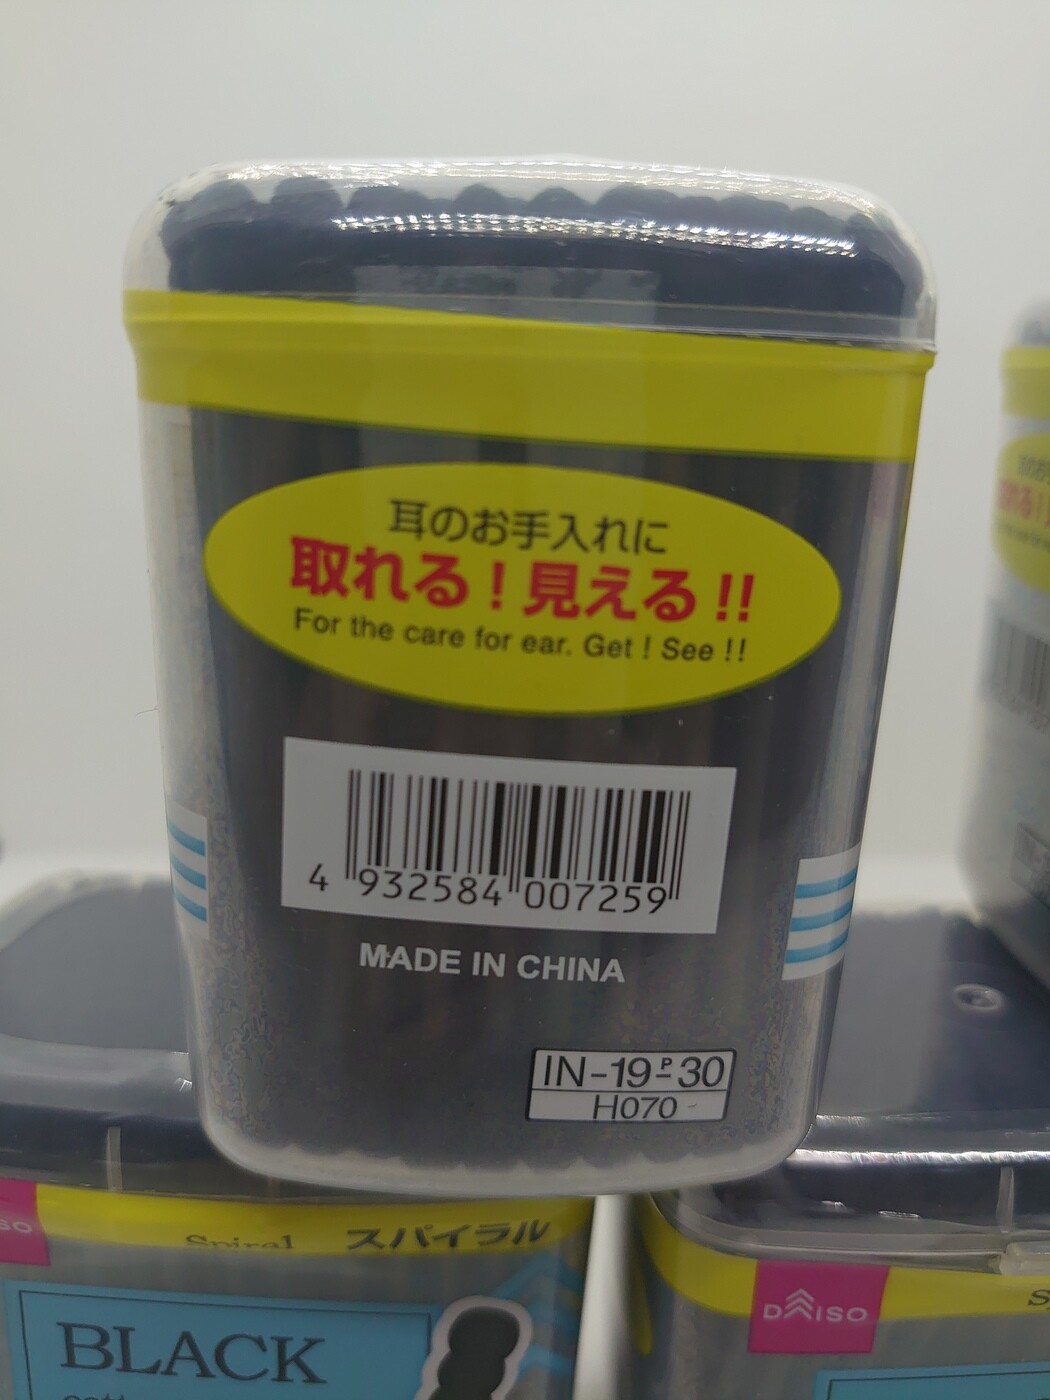 耳のお手入れに
取れる！見える!!
For the care for ear. Get ! See !!
4 932584 007259
MADE IN CHINA
IN-19-P-30
H070
Spiral スパイラル
BLACK
DAISO